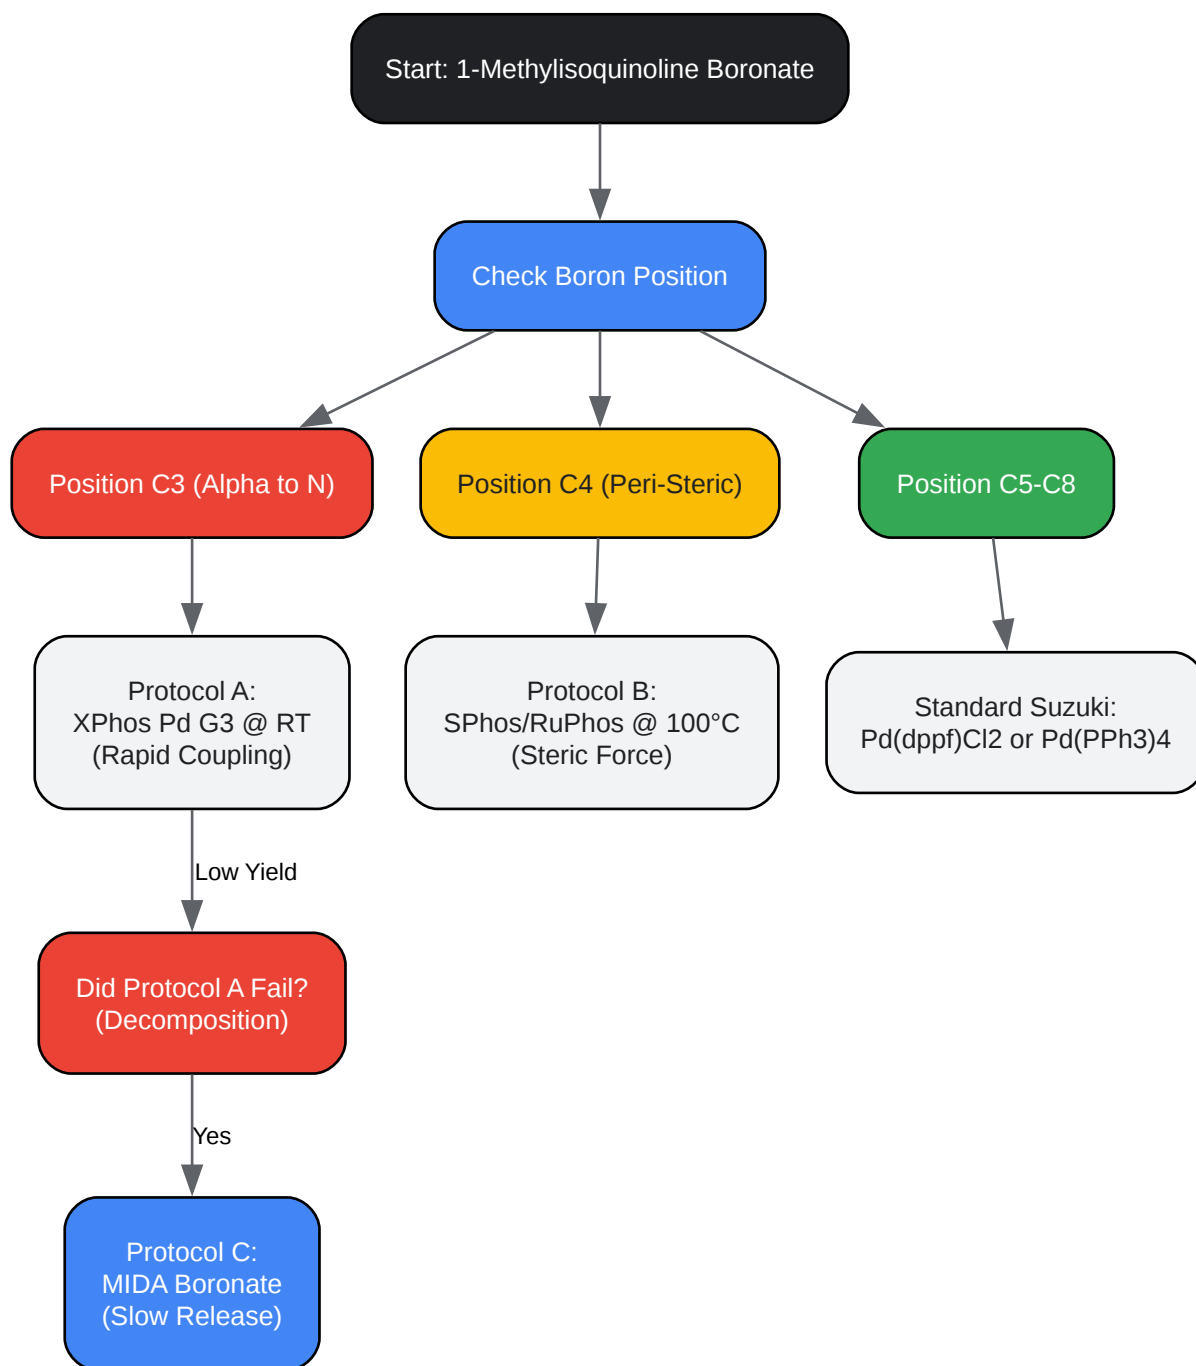 Start: 1-Methylisoquinoline Boronate
Check Boron Position
Position C3 (Alpha to N)
Position C4 (Peri-Steric)
Position C5-C8
Protocol A:
XPhos Pd G3 @ RT
(Rapid Coupling)
Protocol B:
SPhos/RuPhos @ 100°C
(Steric Force)
Standard Suzuki:
Pd(dppf)Cl2 or Pd(PPh3)4
Low Yield
Did Protocol A Fail?
(Decomposition)
Yes
Protocol C:
MIDA Boronate
(Slow Release)